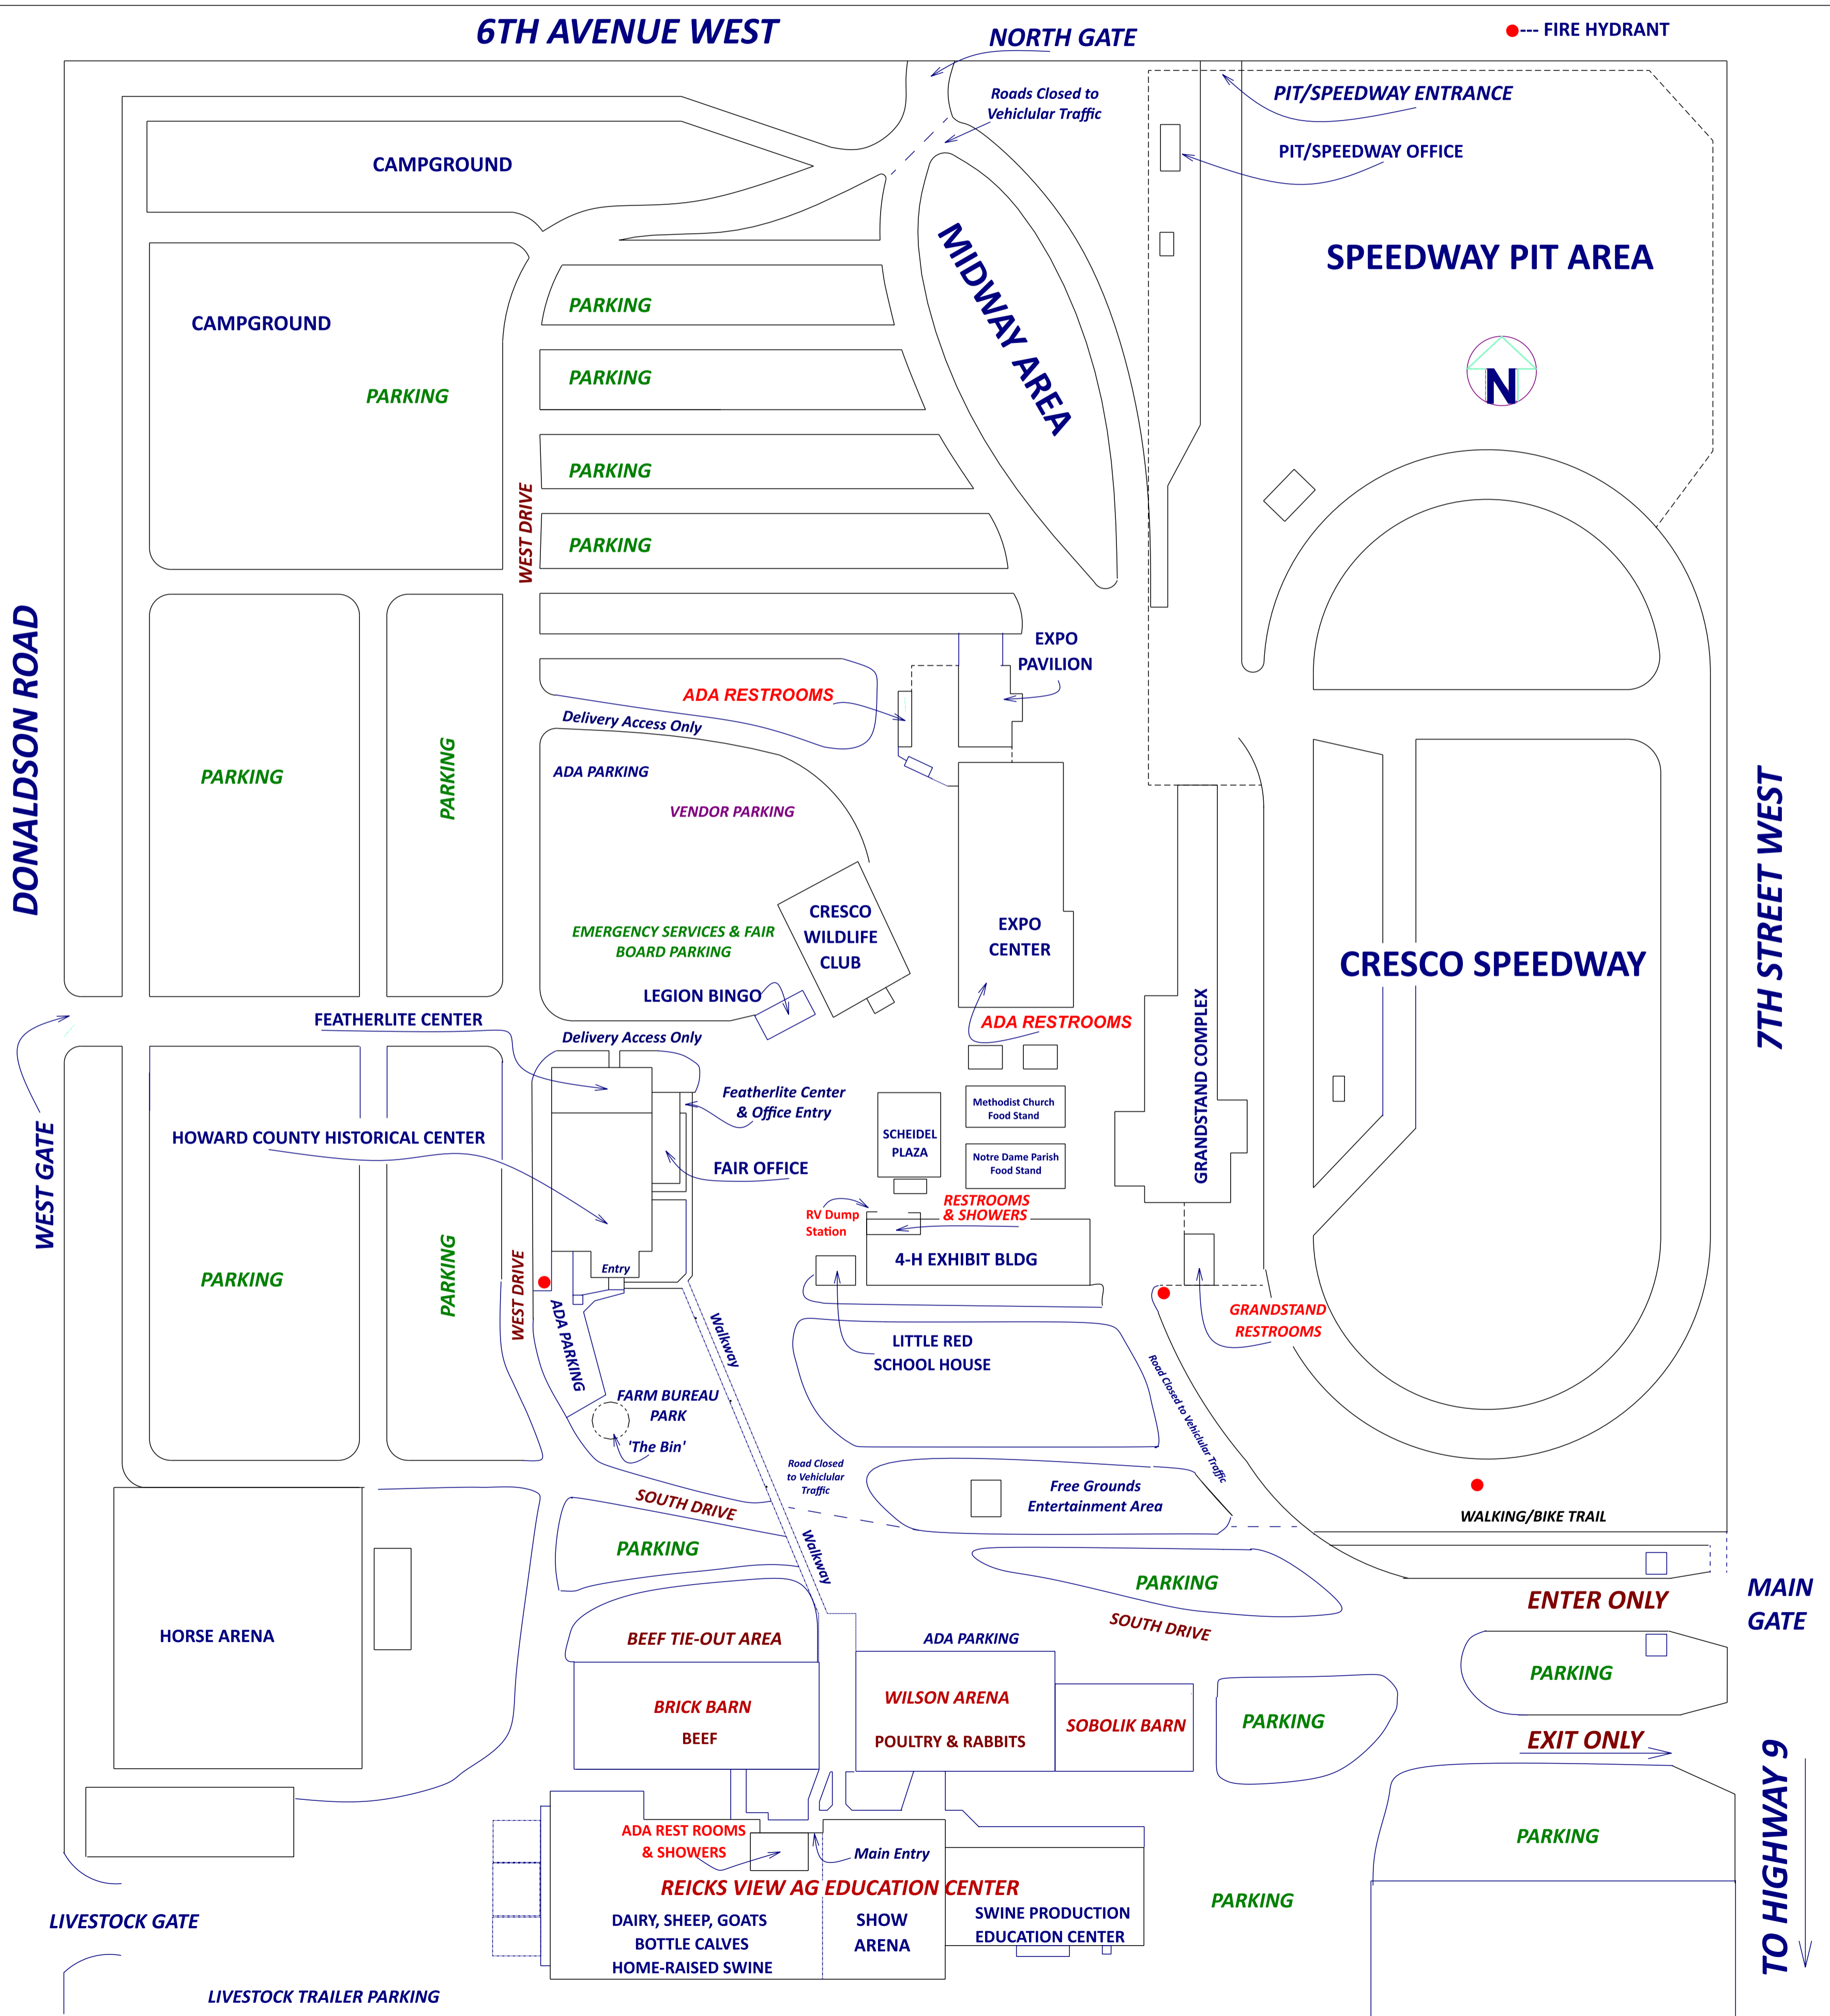 6TH AVENUE WEST
NORTH GATE
--- FIRE HYDRANT
Roads Closed to
Vehiclular Traffic
PIT/SPEEDWAY ENTRANCE
PIT/SPEEDWAY OFFICE
CAMPGROUND
SPEEDWAY PIT AREA
MIDWAY AREA
CAMPGROUND
PARKING
PARKING
PARKING
PARKING
PARKING
N
WEST DRIVE
DONALDSON ROAD
EXPO
PAVILION
ADA RESTROOMS
Delivery Access Only
PARKING
PARKING
ADA PARKING
VENDOR PARKING
7TH STREET WEST
CRESCO
WILDLIFE
CLUB
EXPO
CENTER
EMERGENCY SERVICES & FAIR
BOARD PARKING
CRESCO SPEEDWAY
LEGION BINGO
FEATHERLITE CENTER
ADA RESTROOMS
Delivery Access Only
GRANDSTAND COMPLEX
Featherlite Center
& Office Entry
Methodist Church
Food Stand
WEST GATE
HOWARD COUNTY HISTORICAL CENTER
SCHEIDEL
PLAZA
Notre Dame Parish
Food Stand
FAIR OFFICE
RESTROOMS
& SHOWERS
RV Dump
Station
4-H EXHIBIT BLDG
Entry
PARKING
PARKING
WEST DRIVE
ADA PARKING
Walkway
GRANDSTAND
RESTROOMS
LITTLE RED
SCHOOL HOUSE
Road Closed to Vehiclular Traffic
FARM BUREAU
PARK
'The Bin'
Road Closed
to Vehiclular
Traffic
Free Grounds
Entertainment Area
SOUTH DRIVE
WALKING/BIKE TRAIL
PARKING
Walkway
PARKING
ENTER ONLY
MAIN
GATE
SOUTH DRIVE
HORSE ARENA
BEEF TIE-OUT AREA
ADA PARKING
PARKING
BRICK BARN
BEEF
WILSON ARENA
POULTRY & RABBITS
SOBOLIK BARN
PARKING
EXIT ONLY
TO HIGHWAY 9
ADA REST ROOMS
& SHOWERS
Main Entry
PARKING
REICKS VIEW AG EDUCATION CENTER
PARKING
LIVESTOCK GATE
DAIRY, SHEEP, GOATS
BOTTLE CALVES
HOME-RAISED SWINE
SHOW
ARENA
SWINE PRODUCTION
EDUCATION CENTER
LIVESTOCK TRAILER PARKING